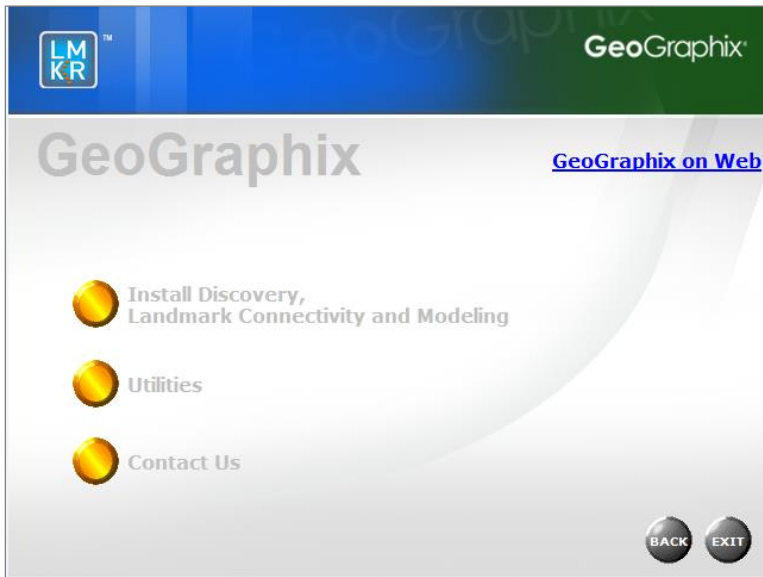 LM
KR
TM
GeoGraphix
GeoGraphix
GeoGraphix
GeoGraphix on Web
Install Discovery,
Landmark Connectivity and Modeling
Utilities
Contact Us
BACK EXIT